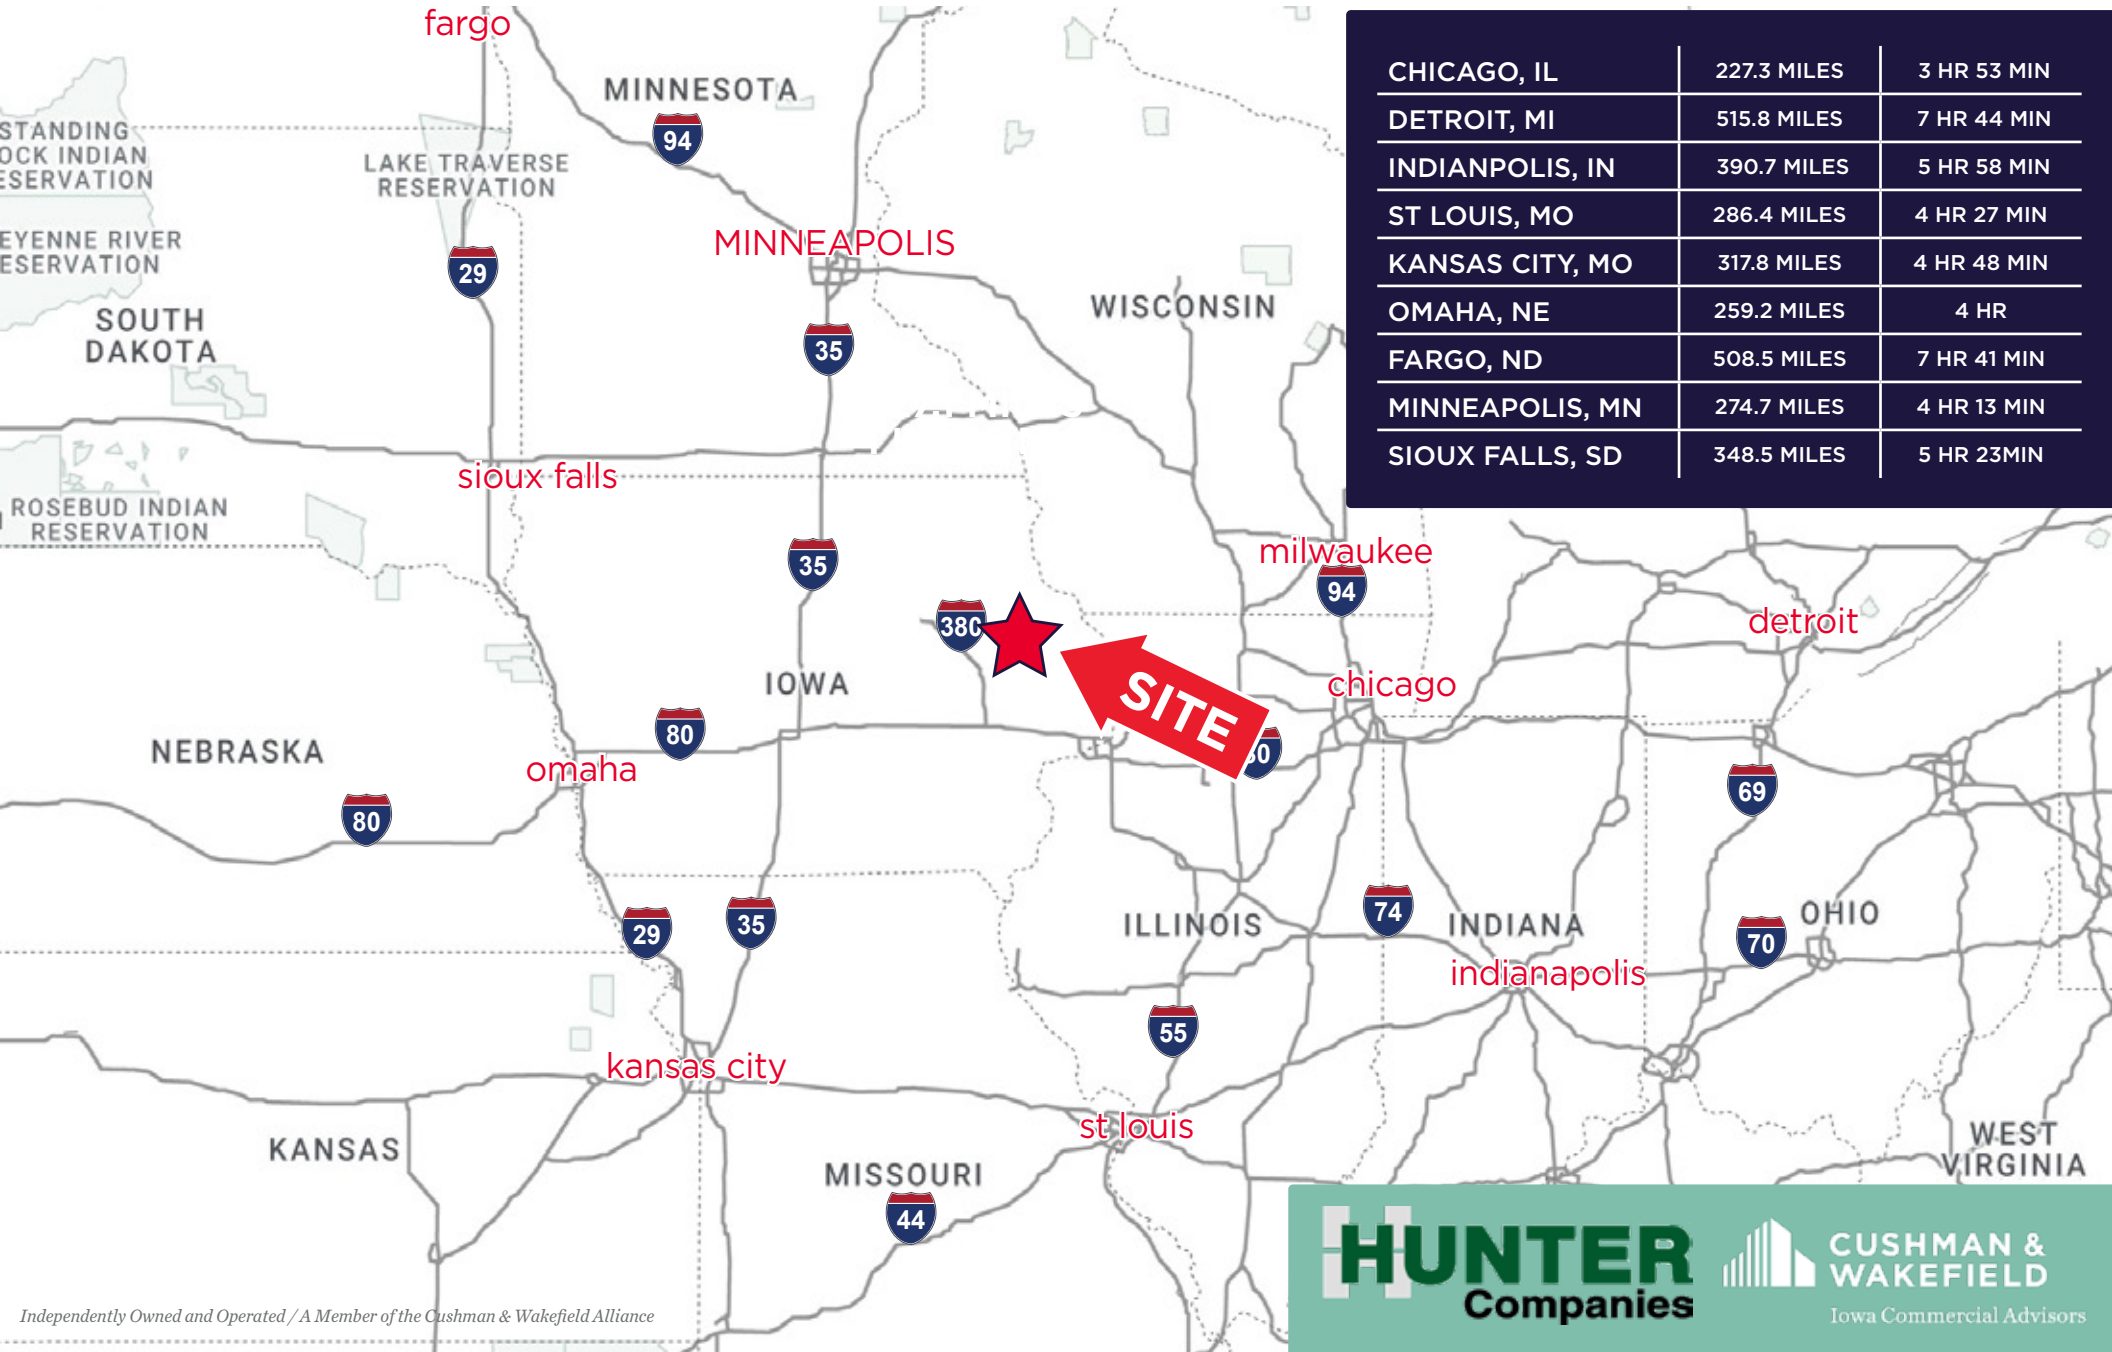 fargo
MINNESOTA
94
STANDING
OCK INDIAN
ESERVATION
LAKE TRAVERSE
RESERVATION
EYENNE RIVER
ESERVATION
29
MINNEAPOLIS
SOUTH
DAKOTA
35
WISCONSIN
CHICAGO, IL 227.3 MILES 3 HR 53 MIN
DETROIT, MI 515.8 MILES 7 HR 44 MIN
INDIANPOLIS, IN 390.7 MILES 5 HR 58 MIN
ST LOUIS, MO 286.4 MILES 4 HR 27 MIN
KANSAS CITY, MO 317.8 MILES 4 HR 48 MIN
OMAHA, NE 259.2 MILES 4 HR
FARGO, ND 508.5 MILES 7 HR 41 MIN
MINNEAPOLIS, MN 274.7 MILES 4 HR 13 MIN
SIOUX FALLS, SD 348.5 MILES 5 HR 23MIN
sioux falls
ROSEBUD INDIAN
RESERVATION
35
milwaukee
94
380
detroit
IOWA
SITE
chicago
80
NEBRASKA
omaha
80
69
29
35
ILLINOIS
74
INDIANA
OHIO
70
indianapolis
55
kansas city
st louis
KANSAS
MISSOURI
44
WEST
VIRGINIA
HUNTER
Companies
CUSHMAN &
WAKEFIELD
Iowa Commercial Advisors
Independently Owned and Operated / A Member of the Cushman & Wakefield Alliance